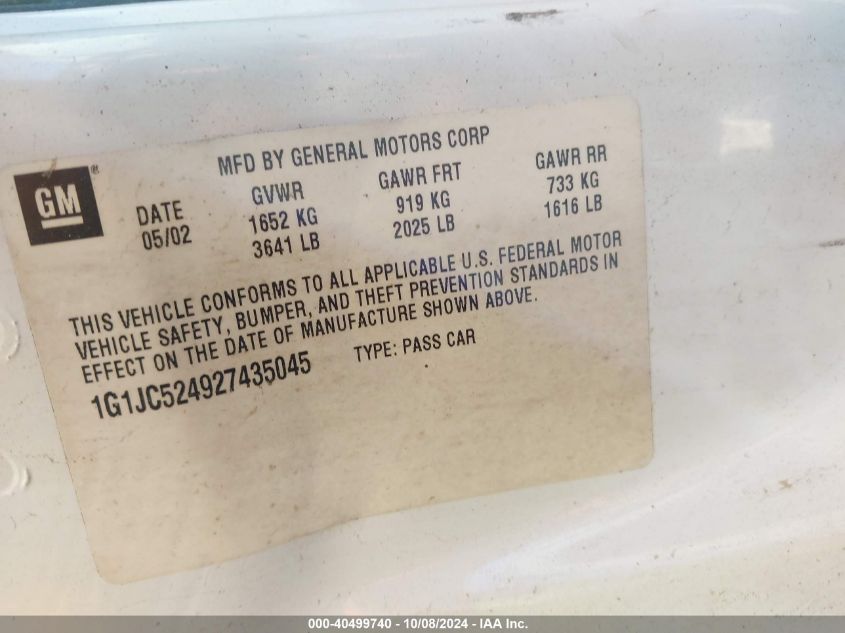 MFD BY GENERAL MOTORS CORP
GM®
DATE
05/02
GVWR
1652 KG
3641 LB
GAWR FRT
919 KG
2025 LB
GAWR RR
733 KG
1616 LB
THIS VEHICLE CONFORMS TO ALL APPLICABLE U.S. FEDERAL MOTOR
VEHICLE SAFETY, BUMPER, AND THEFT PREVENTION STANDARDS IN
EFFECT ON THE DATE OF MANUFACTURE SHOWN ABOVE.
1G1JC524927435045 TYPE: PASS CAR
000-40499740 - 10/08/2024 - IAA Inc.